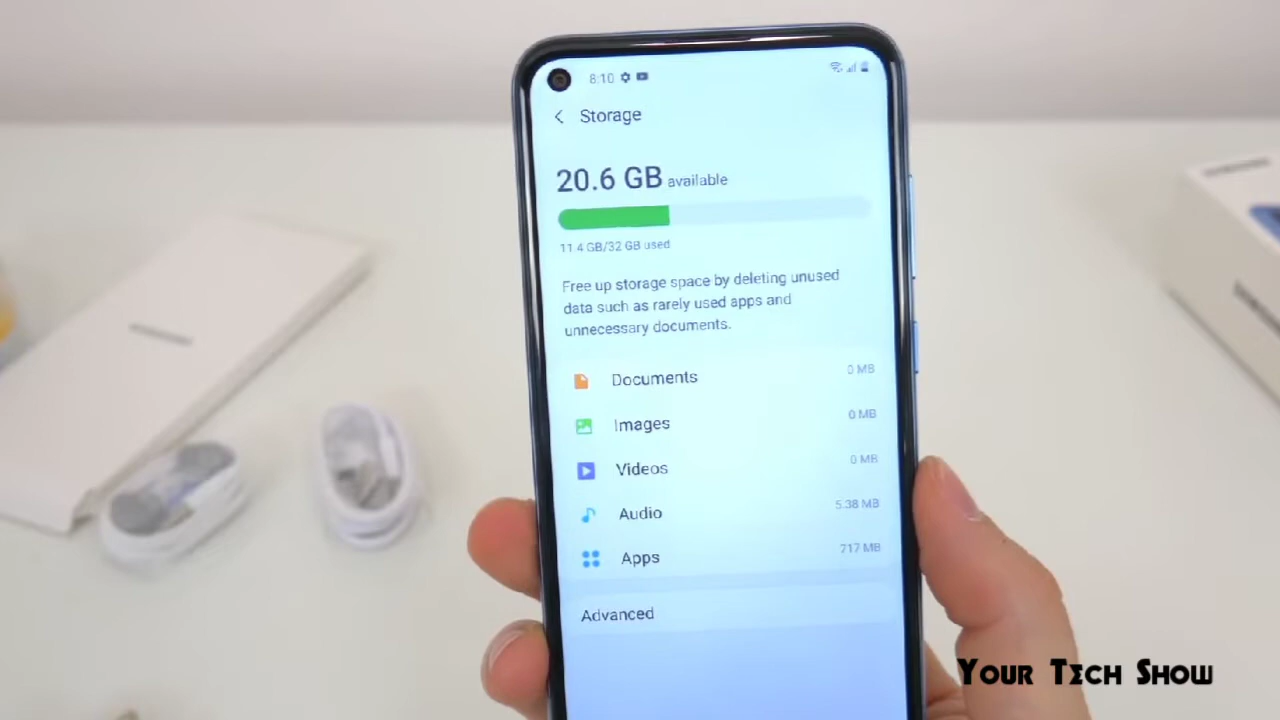 8:10
Storage
20.6 GB available
11.4 GB/32 GB used
Free up storage space by deleting unused
data such as rarely used apps and
unnecessary documents.
Documents 0 MB
Images 0 MB
Videos 0 MB
Audio 5.38 MB
Apps 717 MB
Advanced
Your Tech Show